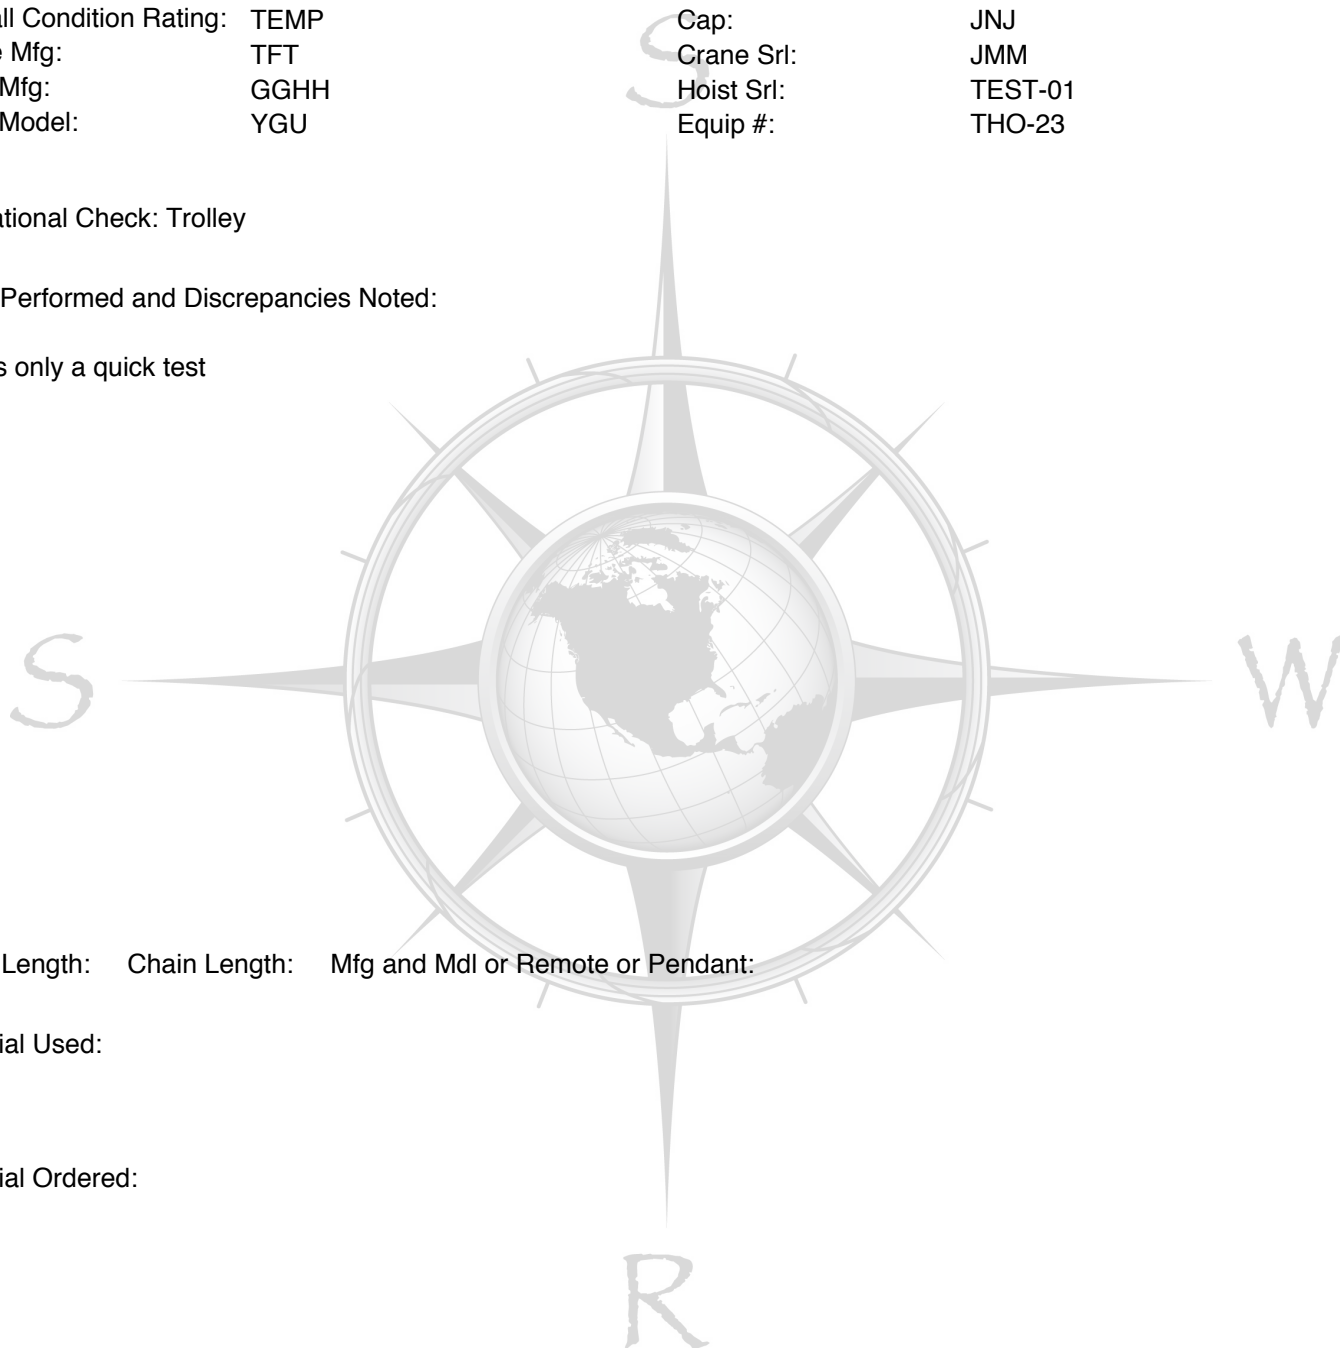 all Condition Rating: TEMP Cap: JNJ
e Mfg: TFT Crane Srl: JMM
Mfg: GGHH Hoist Srl: TEST-01
Model: YGU Equip #: THO-23
S
ational Check: Trolley
Performed and Discrepancies Noted:
s only a quick test
S W
Length: Chain Length: Mfg and Mdl or Remote or Pendant:
ial Used:
ial Ordered:
R